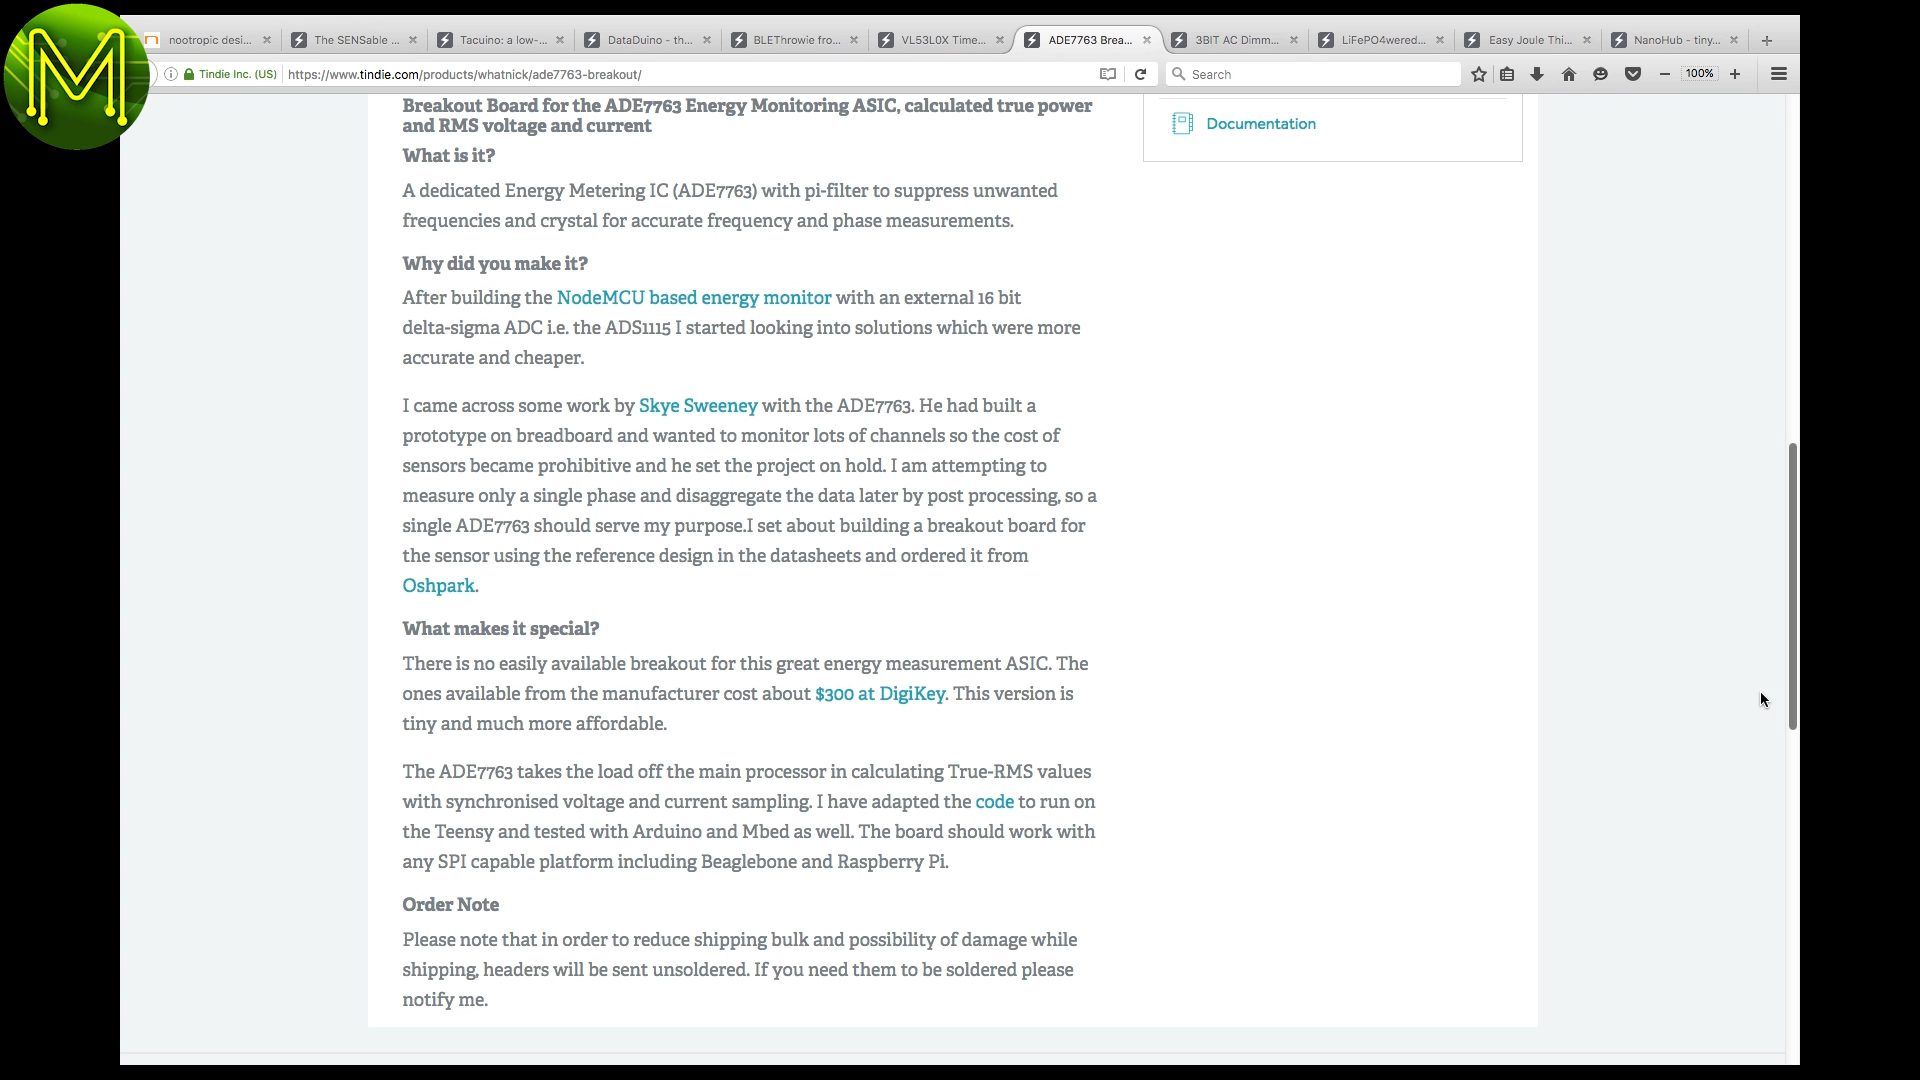 nootropic desi...
The SENSable ...
Tacuino: a low-...
DataDuino - th...
BLEThrowie fro...
VL53L0X Time...
ADE7763 Brea...
3BIT AC Dimm...
LiFePO4wered...
Easy Joule Thi...
NanoHub - tiny...
Tindie Inc. (US)
https://www.tindie.com/products/whatnick/ade7763-breakout/
Search
100%
Breakout Board for the ADE7763 Energy Monitoring ASIC, calculated true power
and RMS voltage and current
Documentation
What is it?
A dedicated Energy Metering IC (ADE7763) with pi-filter to suppress unwanted
frequencies and crystal for accurate frequency and phase measurements.
Why did you make it?
After building the NodeMCU based energy monitor with an external 16 bit
delta-sigma ADC i.e. the ADS1115 I started looking into solutions which were more
accurate and cheaper.
I came across some work by Skye Sweeney with the ADE7763. He had built a
prototype on breadboard and wanted to monitor lots of channels so the cost of
sensors became prohibitive and he set the project on hold. I am attempting to
measure only a single phase and disaggregate the data later by post processing, so a
single ADE7763 should serve my purpose.I set about building a breakout board for
the sensor using the reference design in the datasheets and ordered it from
Oshpark.
What makes it special?
There is no easily available breakout for this great energy measurement ASIC. The
ones available from the manufacturer cost about $300 at DigiKey. This version is
tiny and much more affordable.
The ADE7763 takes the load off the main processor in calculating True-RMS values
with synchronised voltage and current sampling. I have adapted the code to run on
the Teensy and tested with Arduino and Mbed as well. The board should work with
any SPI capable platform including Beaglebone and Raspberry Pi.
Order Note
Please note that in order to reduce shipping bulk and possibility of damage while
shipping, headers will be sent unsoldered. If you need them to be soldered please
notify me.